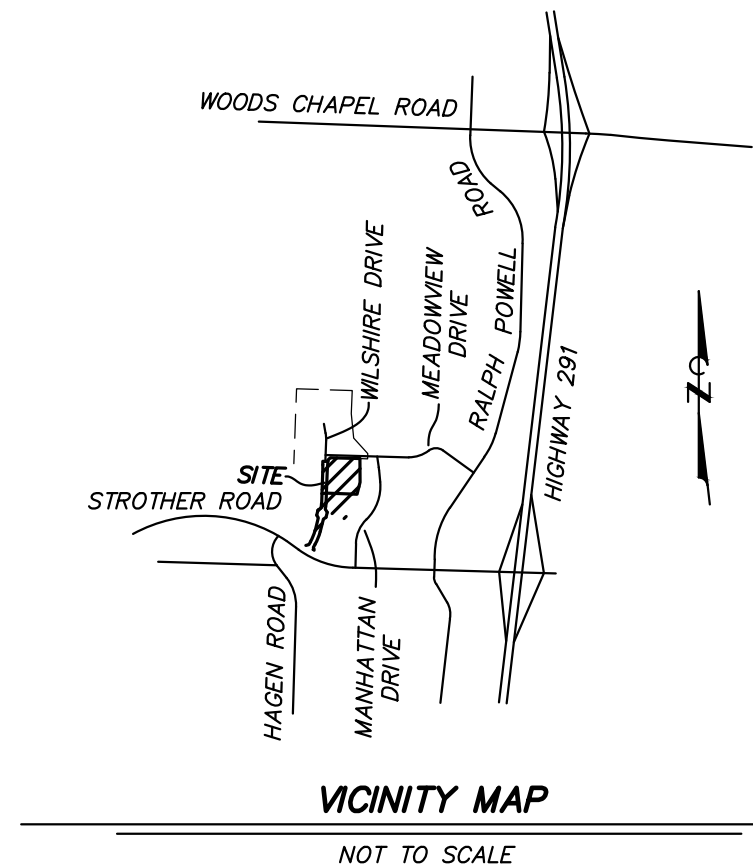 WOODS CHAPEL ROAD
ROAD
WILSHIRE DRIVE
MEADOWVIEW
DRIVE
RALPH POWELL
HIGHWAY 291
N
SITE
STROTHER ROAD
HAGEN ROAD
MANHATTAN
DRIVE
VICINITY MAP
NOT TO SCALE